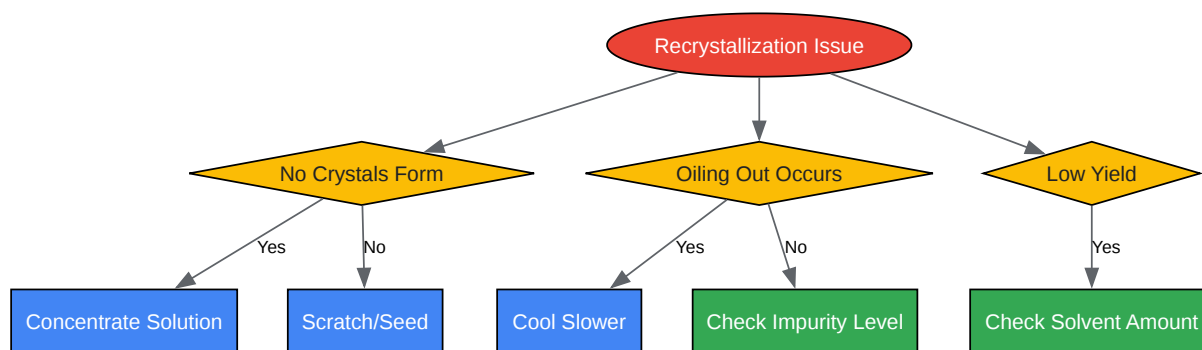 Recrystallization Issue
No Crystals Form
Oiling Out Occurs
Low Yield
Yes
No
Yes
No
Yes
Concentrate Solution
Scratch/Seed
Cool Slower
Check Impurity Level
Check Solvent Amount